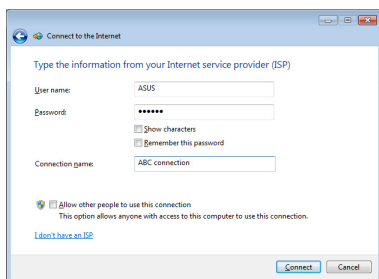 Connect to the Internet
Type the information from your Internet service provider (ISP)
User name: ASUS
Password: ••••••
Show characters
Remember this password
Connection name: ABC connection
Allow other people to use this connection
This option allows anyone with access to this computer to use this connection.
I don't have an ISP
Connect Cancel